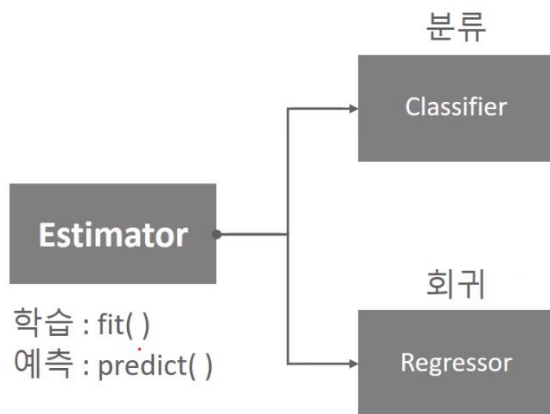 분류
Classifier
Estimator
학습 : fit( )
예측 : predict( )
회귀
Regressor